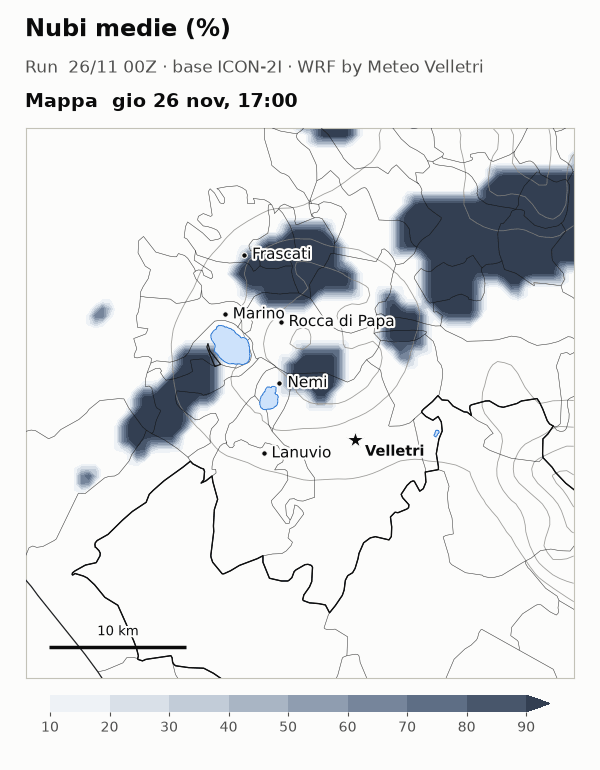 Nubi medie (%)
Run 26/11 00Z · base ICON-2I · WRF by Meteo Velletri
Mappa gio 26 nov, 17:00
Frascati
Marino
Rocca di Papa
Nemi
Velletri
Lanuvio
10 km
10 20 30 40 50 60 70 80 90